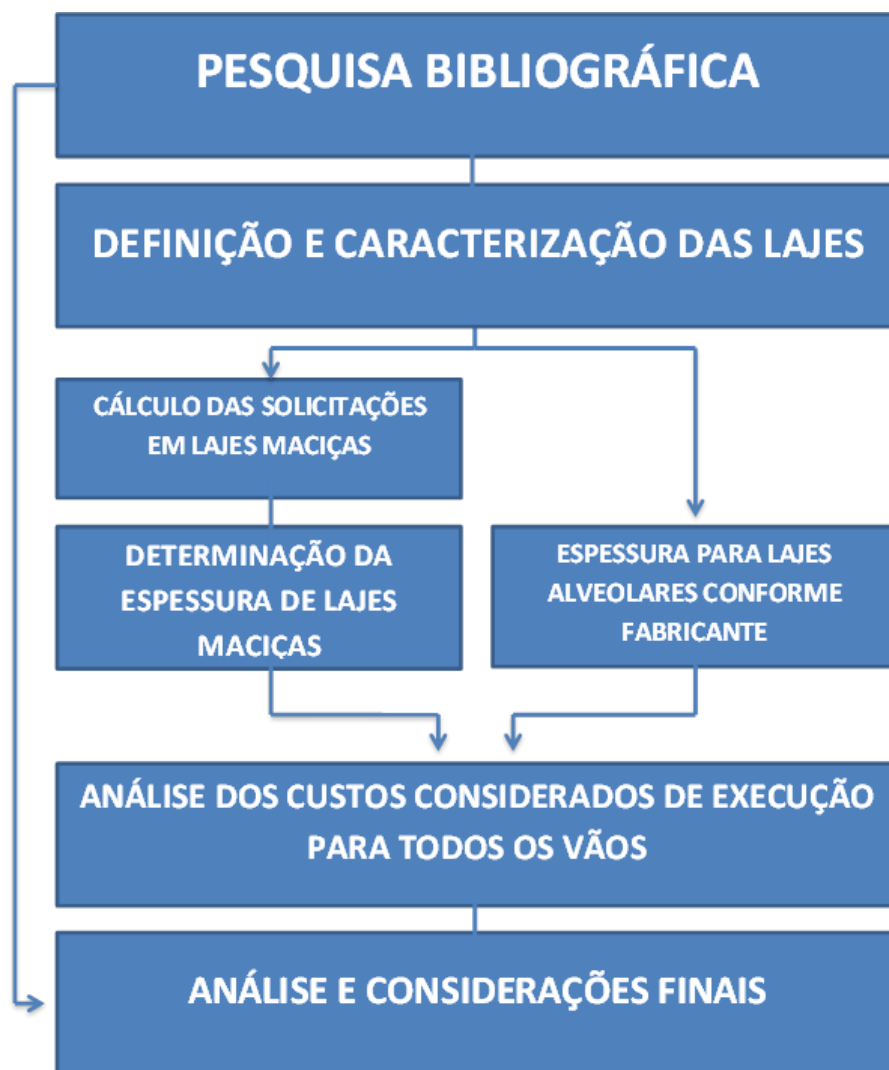 PESQUISA BIBLIOGRÁFICA
DEFINIÇÃO E CARACTERIZAÇÃO DAS LAJES
CÁLCULO DAS SOLICITAÇÕES
EM LAJES MACIÇAS
DETERMINAÇÃO DA
ESPESSURA DE LAJES
MACIÇAS
ESPESSURA PARA LAJES
ALVEOLARES CONFORME
FABRICANTE
ANÁLISE DOS CUSTOS CONSIDERADOS DE EXECUÇÃO
PARA TODOS OS VÃOS
ANÁLISE E CONSIDERAÇÕES FINAIS